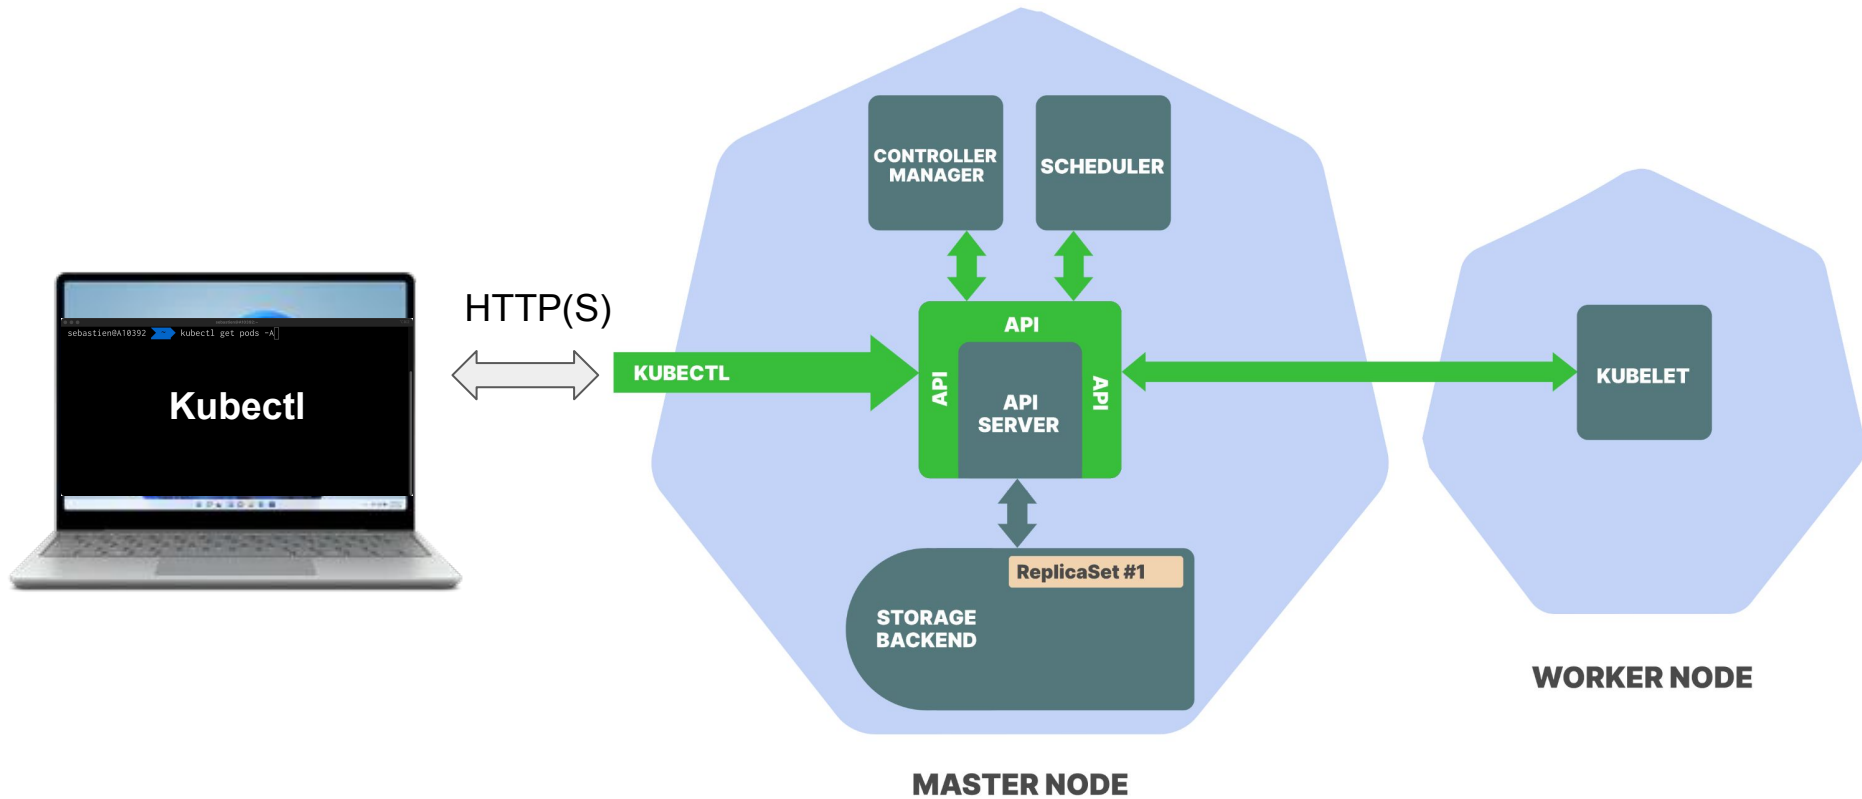 sebastien@A10392 ~ kubectl get pods -A
Kubectl
HTTP(S)
KUBECTL
CONTROLLER
MANAGER
SCHEDULER
API
API
API
API
SERVER
KUBELET
ReplicaSet #1
STORAGE
BACKEND
WORKER NODE
MASTER NODE